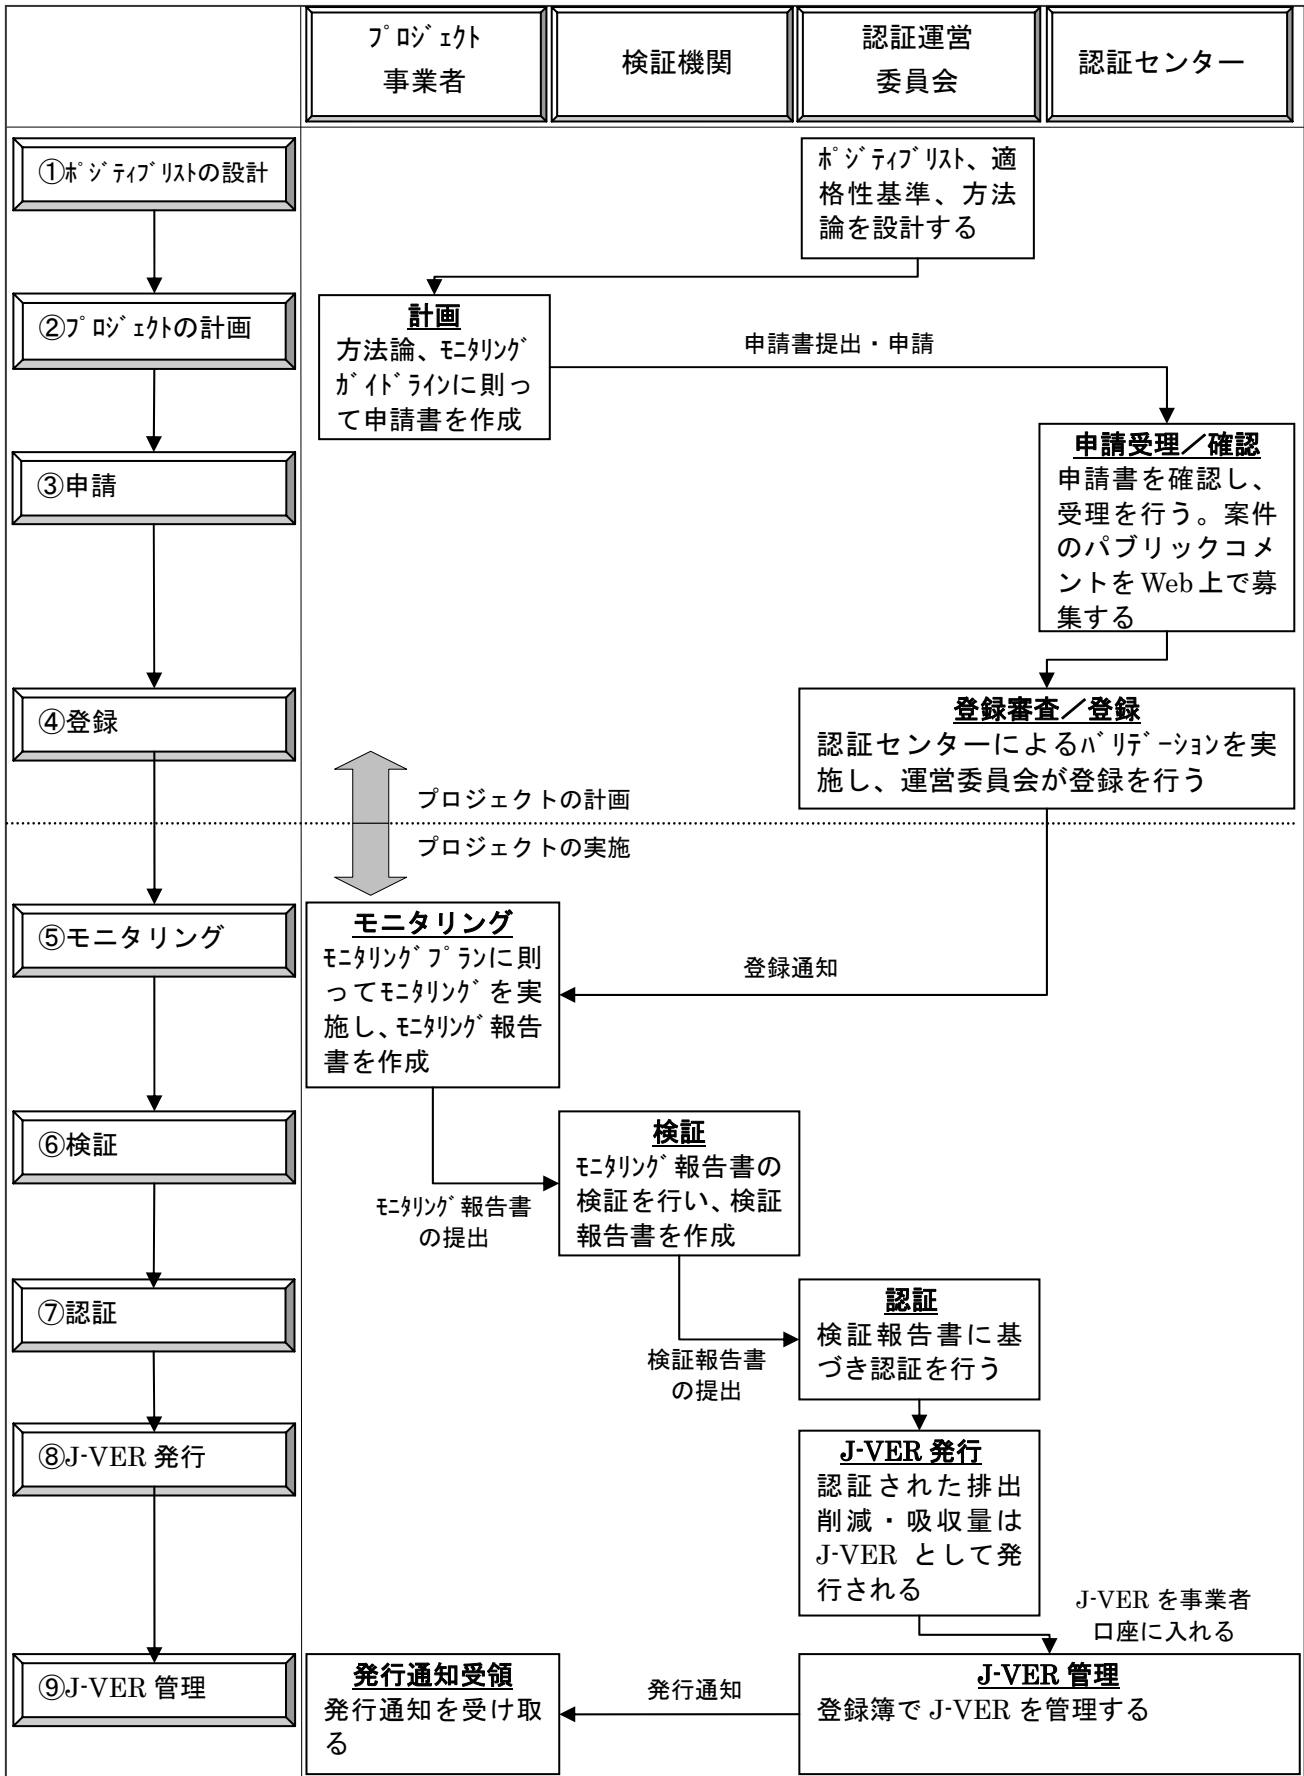 ﾌﾟﾛｼﾞｪｸﾄ
事業者
検証機関
認証運営
委員会
認証センター
①ﾎﾟｼﾞﾃｨﾌﾞﾘｽﾄの設計
ﾎﾟｼﾞﾃｨﾌﾞﾘｽﾄ、適
格性基準、方法
論を設計する
②ﾌﾟﾛｼﾞｪｸﾄの計画
計画
方法論、ﾓﾆﾀﾘﾝｸﾞ
ｶﾞｲﾄﾞﾗｲﾝに則っ
て申請書を作成
申請書提出・申請
③申請
申請受理／確認
申請書を確認し、
受理を行う。案件
のパブリックコメ
ントを Web 上で募
集する
④登録
登録審査／登録
認証センターによるﾊﾞﾘﾃﾞｰｼｮﾝを実
施し、運営委員会が登録を行う
プロジェクトの計画
プロジェクトの実施
⑤モニタリング
モニタリング
ﾓﾆﾀﾘﾝｸﾞﾌﾟﾗﾝに則
ってﾓﾆﾀﾘﾝｸﾞを実
施し、ﾓﾆﾀﾘﾝｸﾞ報告
書を作成
登録通知
⑥検証
ﾓﾆﾀﾘﾝｸﾞ報告書
の提出
検証
ﾓﾆﾀﾘﾝｸﾞ報告書の
検証を行い、検証
報告書を作成
⑦認証
検証報告書
の提出
認証
検証報告書に基
づき認証を行う
⑧J-VER 発行
J-VER 発行
認証された排出
削減・吸収量は
J-VER として発
行される
J-VER を事業者
口座に入れる
⑨J-VER 管理
発行通知受領
発行通知を受け取
る
発行通知
J-VER 管理
登録簿で J-VER を管理する